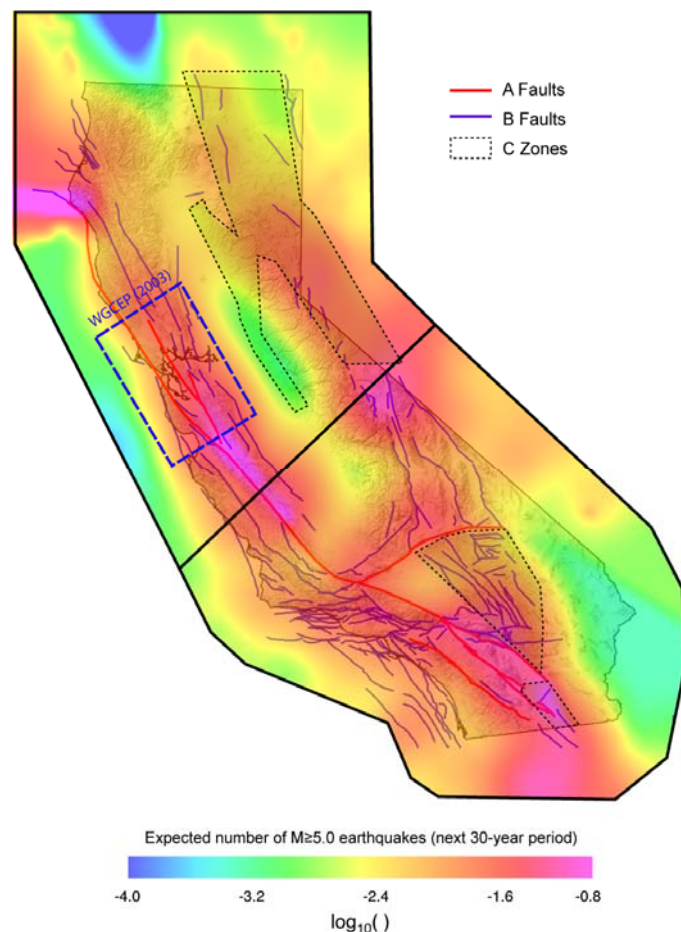 A Faults
B Faults
C Zones
WGCEP (2003)
Expected number of M≥5.0 earthquakes (next 30-year period)
-4.0 -3.2 -2.4 -1.6 -0.8
log₁₀( )